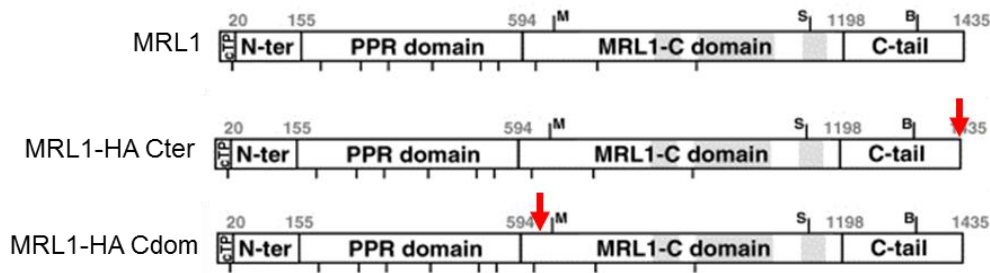 20 155 594 M S 1198 B 1435
MRL1 cTP N-ter PPR domain MRL1-C domain C-tail
20 155 594 M S 1198 B 1435
MRL1-HA Cter cTP N-ter PPR domain MRL1-C domain C-tail
20 155 594 M S 1198 B 1435
MRL1-HA Cdom cTP N-ter PPR domain MRL1-C domain C-tail